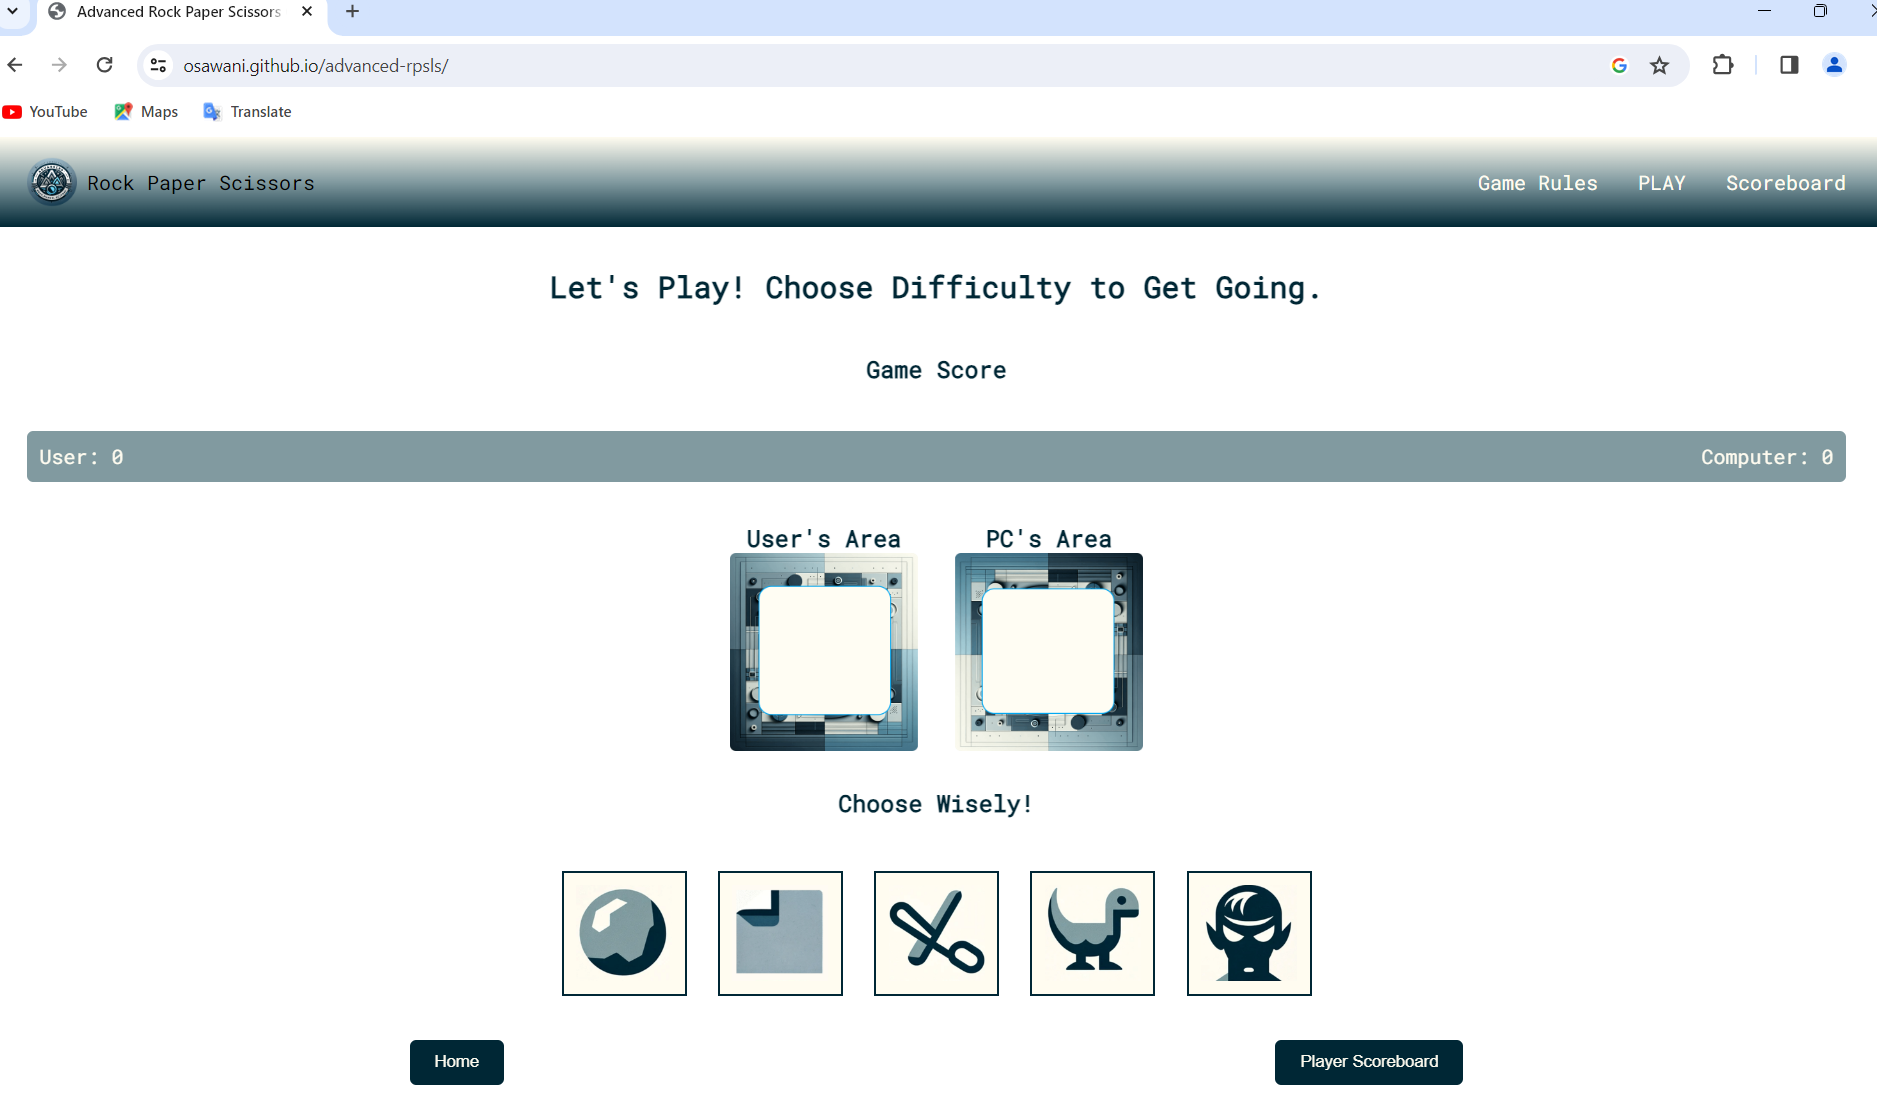 Advanced Rock Paper Scissors
osawani.github.io/advanced-rpsls/
YouTube Maps Translate
Rock Paper Scissors Game Rules PLAY Scoreboard
Let's Play! Choose Difficulty to Get Going.
Game Score
User: 0 Computer: 0
User's Area PC's Area
Choose Wisely!
Home Player Scoreboard